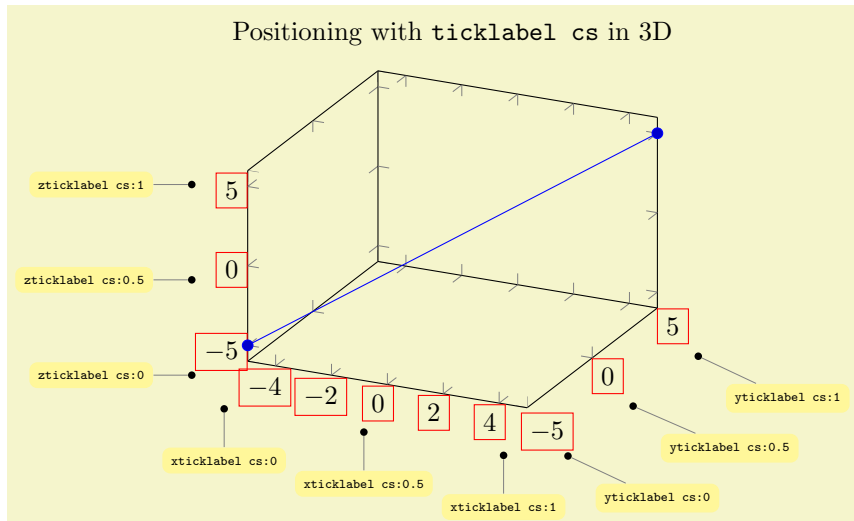 Positioning with ticklabel cs in 3D
zticklabel cs:1
5
zticklabel cs:0.5
0
zticklabel cs:0
−5
−4
−2
0
2
4
−5
0
5
xticklabel cs:0
xticklabel cs:0.5
xticklabel cs:1
yticklabel cs:0
yticklabel cs:0.5
yticklabel cs:1